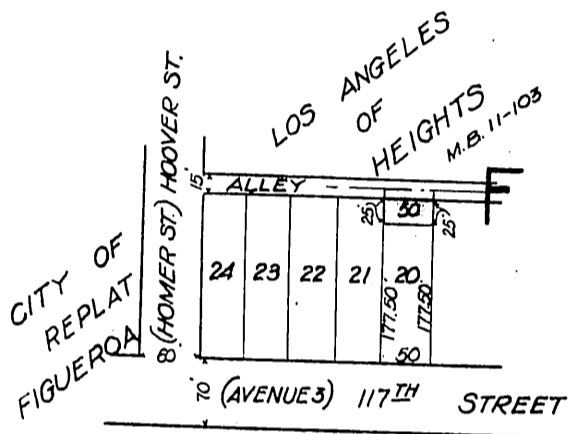 LOS ANGELES
OF
HEIGHTS
M.B. 11-103
(HOMER ST.) HOOVER ST.
15'
ALLEY
50
25'
25'
CITY OF
REPLAT
FIGUEROA
24 23 22 21 20
177.50'
177.50'
50
80
70'
(AVENUE 3) 117TH STREET